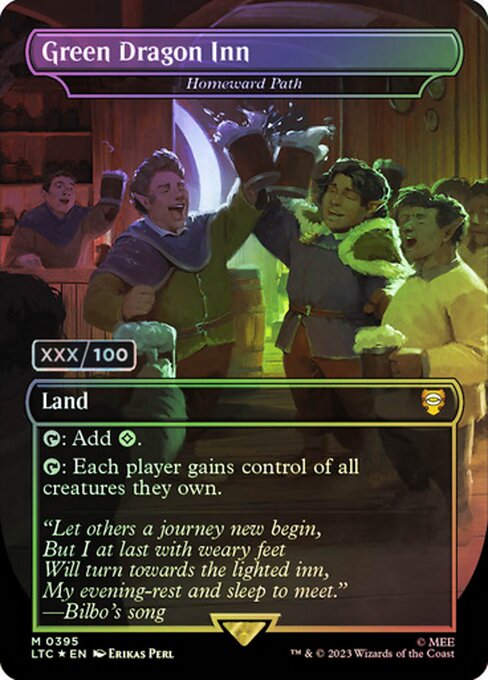 Green Dragon Inn
Homeward Path
XXX/100
Land
: Add .
: Each player gains control of all
creatures they own.
“Let others a journey new begin,
But I at last with weary feet
Will turn towards the lighted inn,
My evening-rest and sleep to meet.”
—Bilbo’s song
M 0395
LTC ★ EN Erikas Perl
© MEE
™ & © 2023 Wizards of the Coast